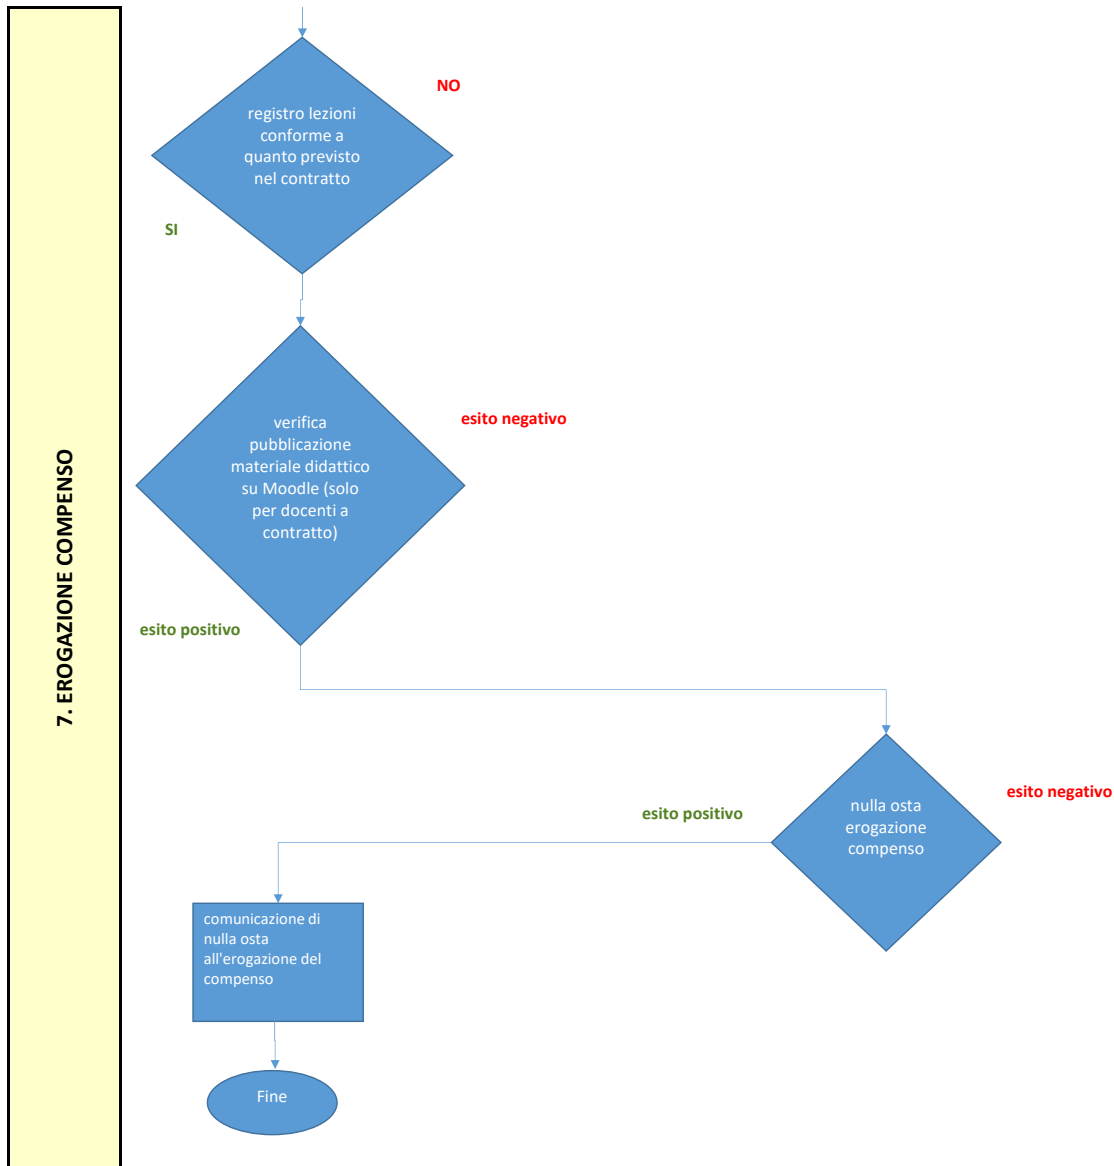 7. EROGAZIONE COMPENSO
NO
registro lezioni
conforme a
quanto previsto
nel contratto
SI
esito negativo
verifica
pubblicazione
materiale didattico
su Moodle (solo
per docenti a
contratto)
esito positivo
esito negativo
nulla osta
erogazione
compenso
esito positivo
comunicazione di
nulla osta
all'erogazione del
compenso
Fine